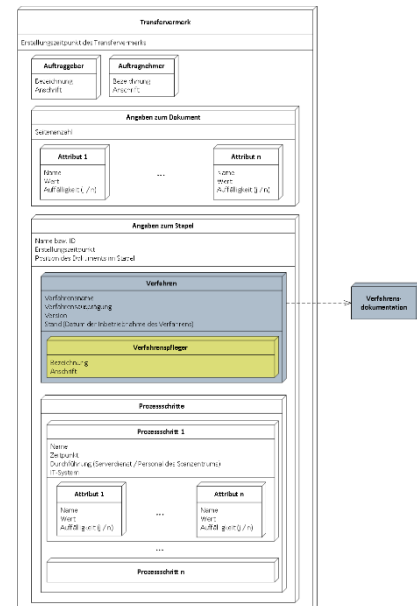 Transfervermerk
Erstellungszeitpunkt des Transfervermerks
Auftraggeber
Bezeichnung
Anschrift
Auftragnehmer
Bezeichnung
Anschrift
Angaben zum Dokument
Seitenanzahl
Attribut 1
Name
Wert
Auffälligkeit (j / n)
...
Attribut n
Name
Wert
Auffälligkeit (j / n)
Angaben zum Stapel
Name bzw. ID
Erstellungszeitpunkt
Position des Dokuments im Stapel
Verfahren
Verfahrensname
Verfahrensausprägung
Version
Stand (Datum der Inbetriebnahme des Verfahrens)
Verfahrenspfleger
Bezeichnung
Anschrift
Verfahrens-
dokumentation
Prozessschritte
Prozessschritt 1
Name
Zeitpunkt
Durchführung (Serverdienst / Personal des Scanzentrums)
IT-System
Attribut 1
Name
Wert
Auffälligkeit (j / n)
...
Attribut n
Name
Wert
Auffälligkeit (j / n)
...
Prozessschritt n